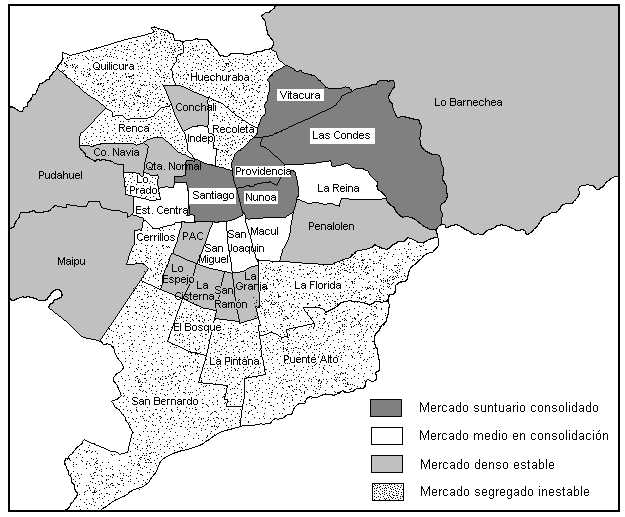 Quilicura
Huechuraba
Vitacura
Lo Barnechea
Conchali
Renca
Recoleta
Indep
Las Condes
Co. Navia
Qta. Normal
Providencia
Pudahuel
Lo
Prado
La Reina
Santiago
Nunoa
Est. Central
Penalolen
Cerrillos
PAC
San
Miguel
San
Joaquin
Macul
Maipu
Lo
Espejo
La
Cisterna
San
Ramón
La
Granja
La Florida
El Bosque
La Pintana
Puente Alto
San Bernardo
Mercado suntuario consolidado
Mercado medio en consolidación
Mercado denso estable
Mercado segregado inestable